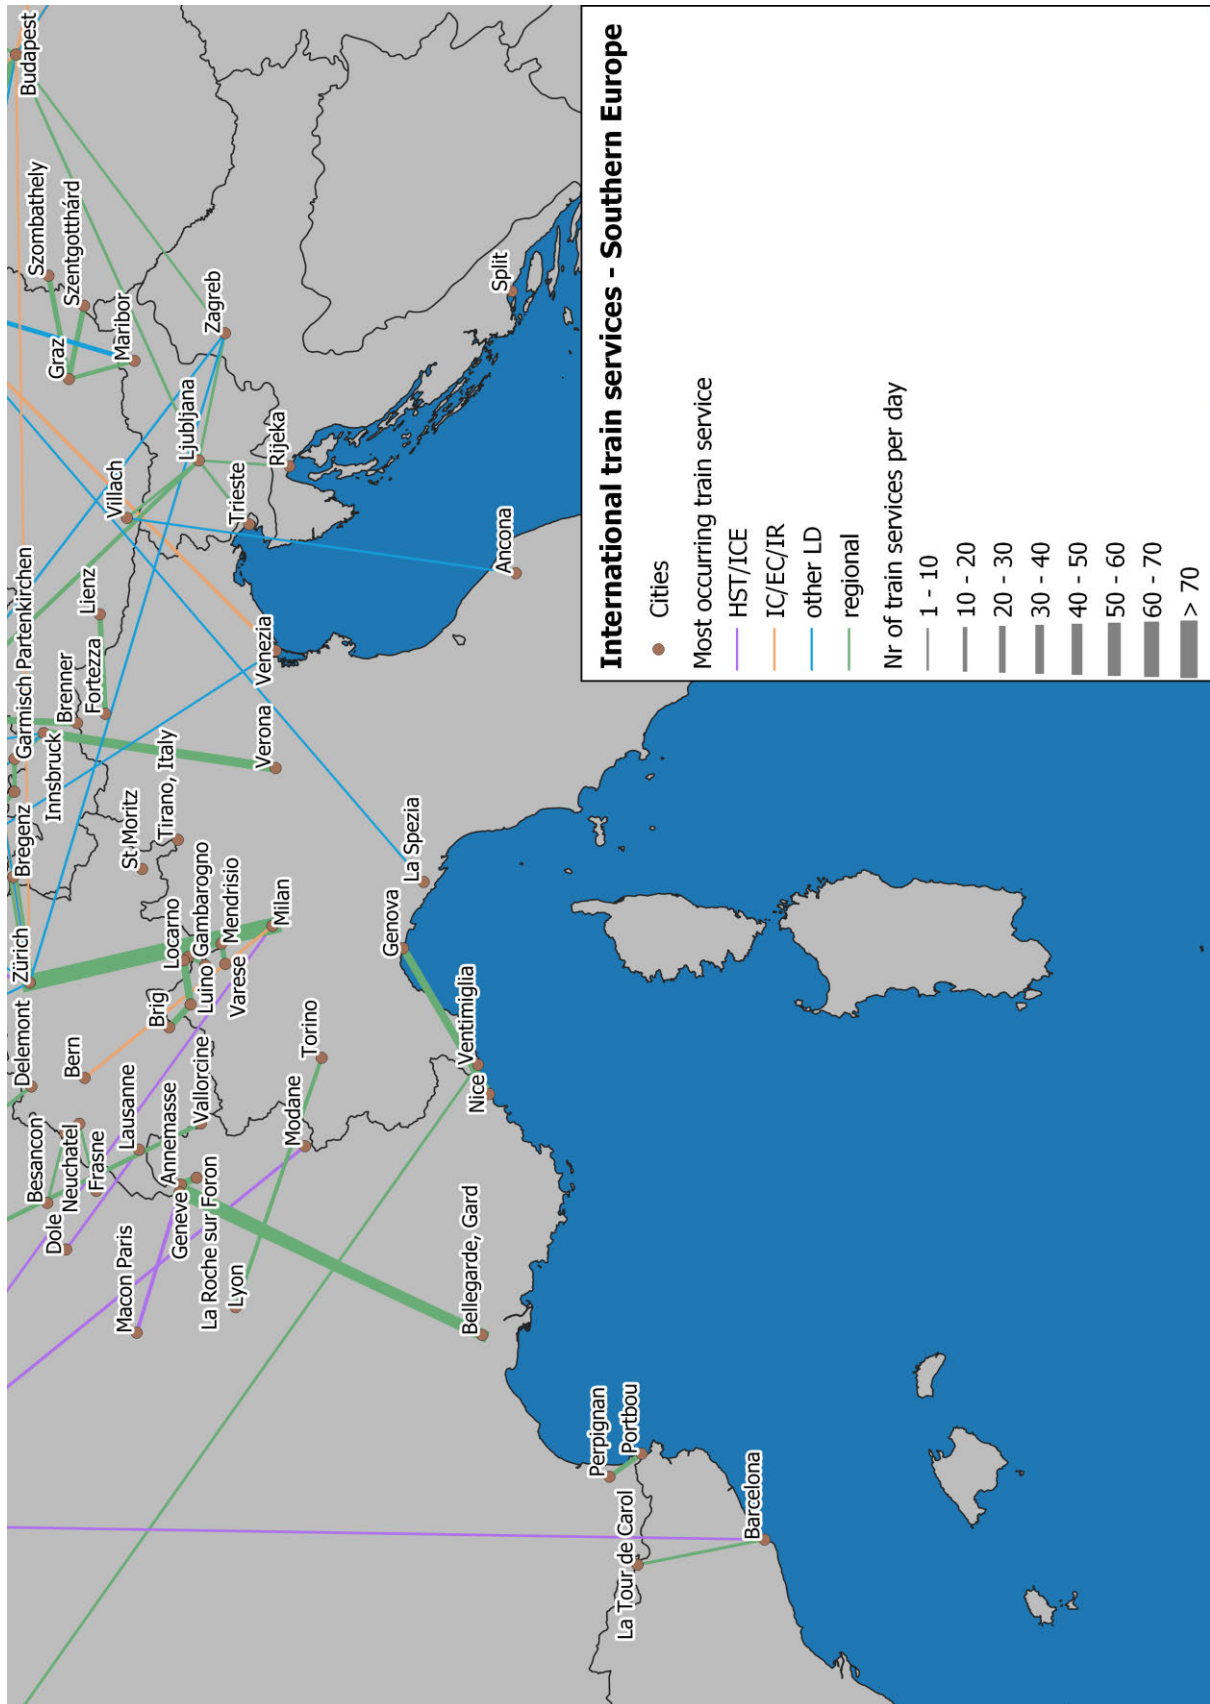 Budapest
Szombathely
Szentgotthárd
Graz
Maribor
Zagreb
Split
Villach
Ljubljana
Rijeka
Trieste
Ancona
Garmisch Partenkirchen
Lienz
Brenner
Fortezza
Venezia
Innsbruck
Verona
Bregenz
Tirano, Italy
St Moritz
La Spezia
Zürich
Locarno
Gambarogno
Mendrisio
Milan
Genova
Delemont
Bern
Brig
Luino
Varese
Torino
Ventimiglia
Besancon
Neuchatel
Frasne
Lausanne
Annemasse
Vallorcine
Modane
Nice
Dole
Geneve
La Roche sur Foron
Macon Paris
Lyon
Bellegarde, Gard
Perpignan
Portbou
La Tour de Carol
Barcelona
International train services - Southern Europe
Cities
Most occurring train service
HST/ICE
IC/EC/IR
other LD
regional
Nr of train services per day
1 - 10
10 - 20
20 - 30
30 - 40
40 - 50
50 - 60
60 - 70
> 70